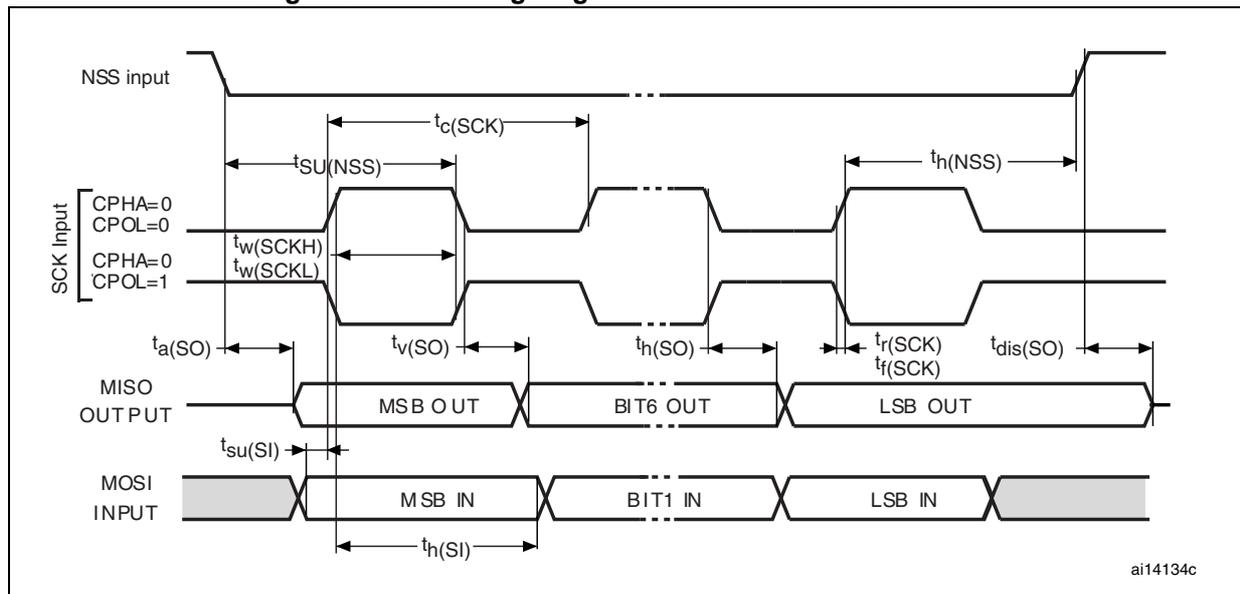 NSS input
tc(SCK)
tSU(NSS)
th(NSS)
SCK Input
CPHA=0
CPOL=0
tw(SCKH)
CPHA=0
tw(SCKL)
CPOL=1
ta(SO)
tv(SO)
th(SO)
tr(SCK)
tf(SCK)
tdis(SO)
MISO
OUTPUT
MSB OUT
BIT6 OUT
LSB OUT
tsu(SI)
MOSI
INPUT
MSB IN
BIT1 IN
LSB IN
th(SI)
ai14134c